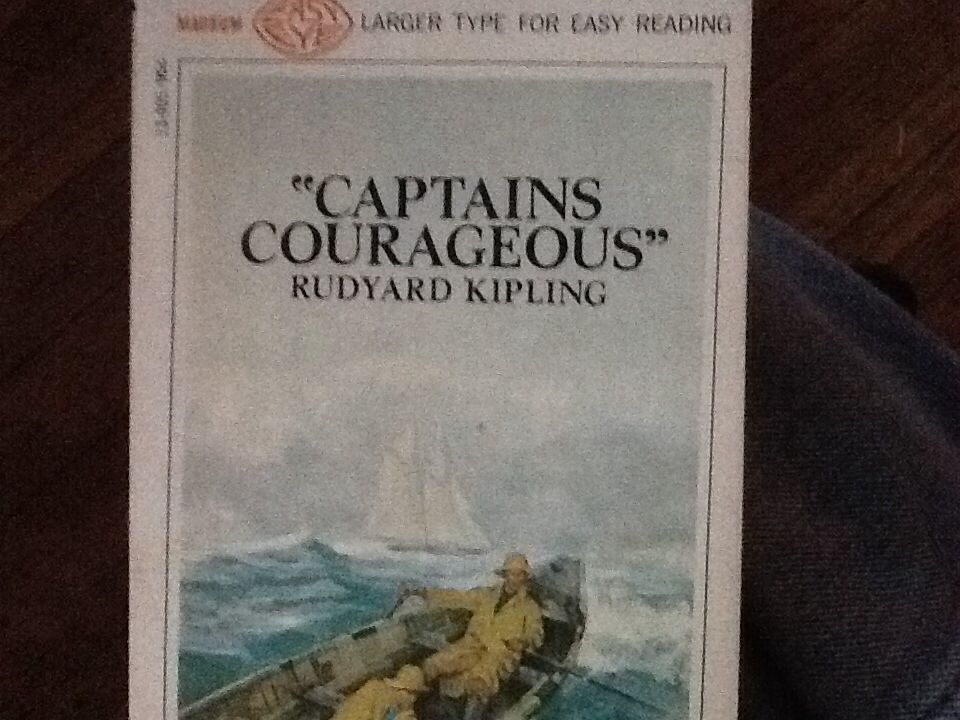 LARGER TYPE FOR EASY READING
"CAPTAINS
COURAGEOUS"
RUDYARD KIPLING